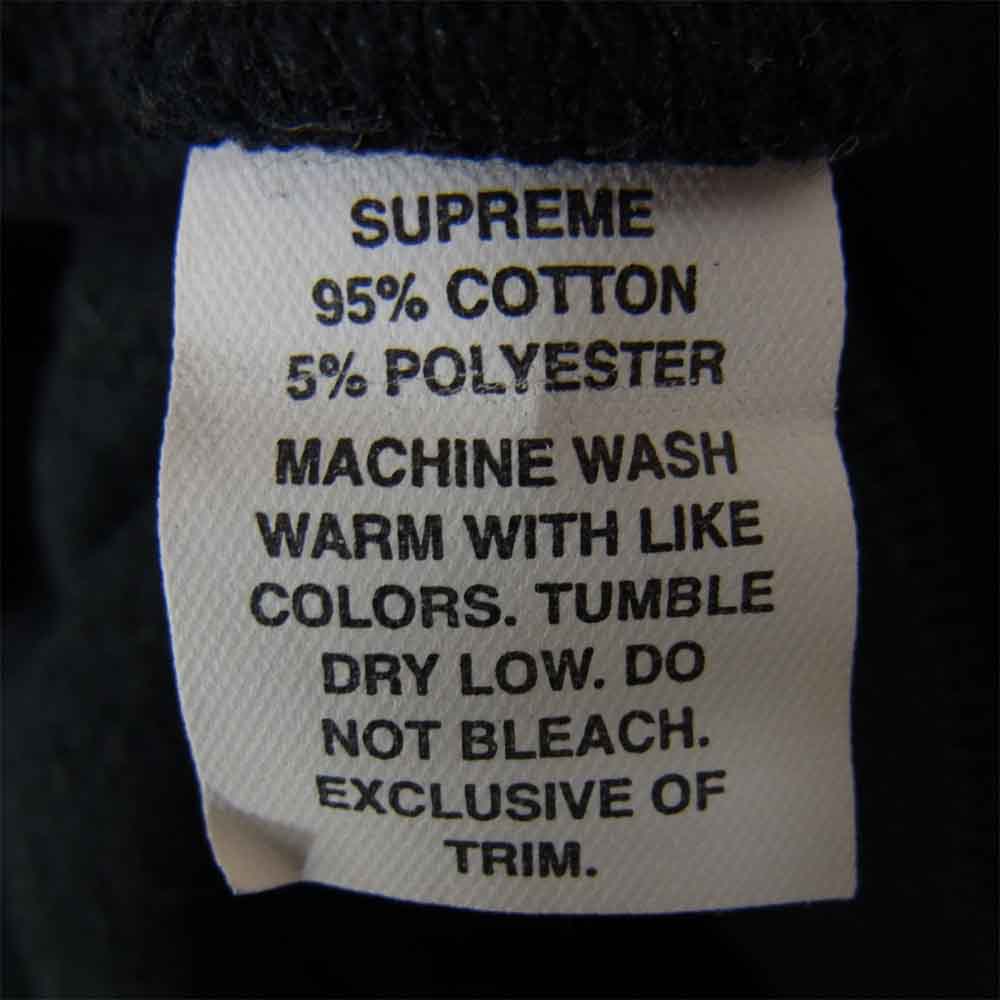 SUPREME
95% COTTON
5% POLYESTER
MACHINE WASH
WARM WITH LIKE
COLORS. TUMBLE
DRY LOW. DO
NOT BLEACH.
EXCLUSIVE OF
TRIM.